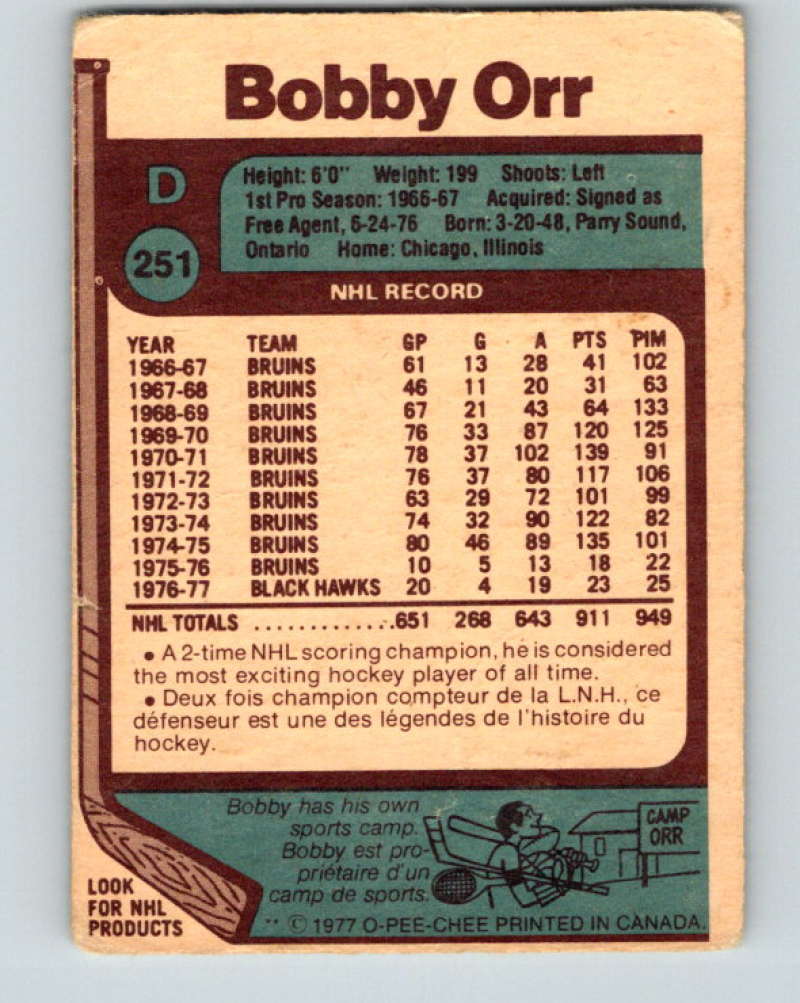 Bobby Orr
D
251
Height: 6'0" Weight: 199 Shoots: Left
1st Pro Season: 1966-67 Acquired: Signed as
Free Agent, 6-24-76 Born: 3-20-48, Parry Sound,
Ontario Home: Chicago, Illinois
NHL RECORD
YEAR TEAM GP G A PTS PIM
1966-67 BRUINS 61 13 28 41 102
1967-68 BRUINS 46 11 20 31 63
1968-69 BRUINS 67 21 43 64 133
1969-70 BRUINS 76 33 87 120 125
1970-71 BRUINS 78 37 102 139 91
1971-72 BRUINS 76 37 80 117 106
1972-73 BRUINS 63 29 72 101 99
1973-74 BRUINS 74 32 90 122 82
1974-75 BRUINS 80 46 89 135 101
1975-76 BRUINS 10 5 13 18 22
1976-77 BLACK HAWKS 20 4 19 23 25
NHL TOTALS .............651 268 643 911 949
• A 2-time NHL scoring champion, he is considered
the most exciting hockey player of all time.
• Deux fois champion compteur de la L.N.H., ce
défenseur est une des légendes de l'histoire du
hockey.
Bobby has his own
sports camp.
Bobby est pro-
priétaire d'un
camp de sports.
CAMP
ORR
LOOK
FOR NHL
PRODUCTS
** © 1977 O-PEE-CHEE PRINTED IN CANADA.